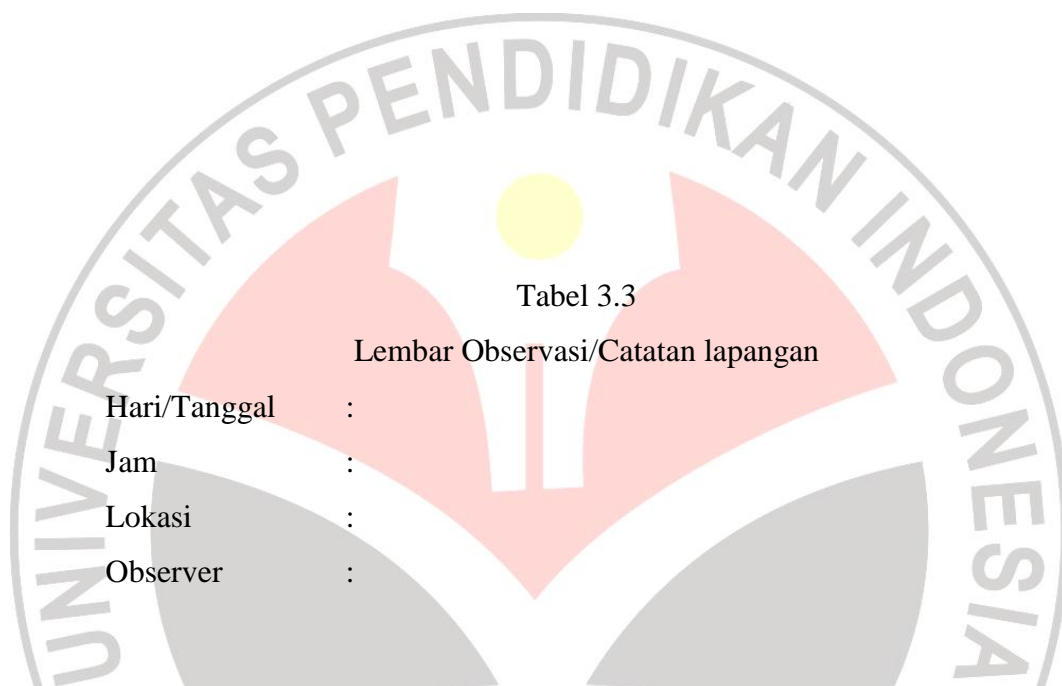 UNIVERSITAS PENDIDIKAN INDONESIA
Tabel 3.3
Lembar Observasi/Catatan lapangan
Hari/Tanggal :
Jam :
Lokasi :
Observer :